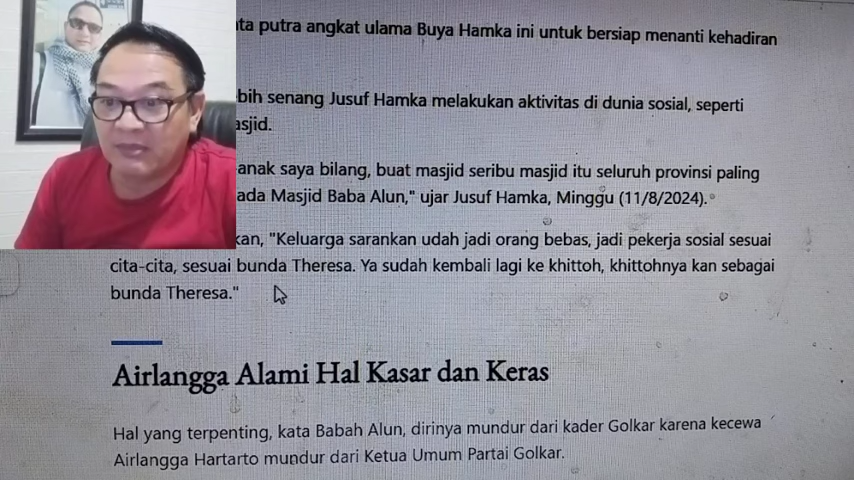 ta putra angkat ulama Buya Hamka ini untuk bersiap menanti kehadiran
bih senang Jusuf Hamka melakukan aktivitas di dunia sosial, seperti
asjid.
anak saya bilang, buat masjid seribu masjid itu seluruh provinsi paling
ada Masjid Baba Alun," ujar Jusuf Hamka, Minggu (11/8/2024).
kan, "Keluarga sarankan udah jadi orang bebas, jadi pekerja sosial sesuai
cita-cita, sesuai bunda Theresa. Ya sudah kembali lagi ke khittoh, khittohnya kan sebagai
bunda Theresa."
Airlangga Alami Hal Kasar dan Keras
Hal yang terpenting, kata Babah Alun, dirinya mundur dari kader Golkar karena kecewa
Airlangga Hartarto mundur dari Ketua Umum Partai Golkar.